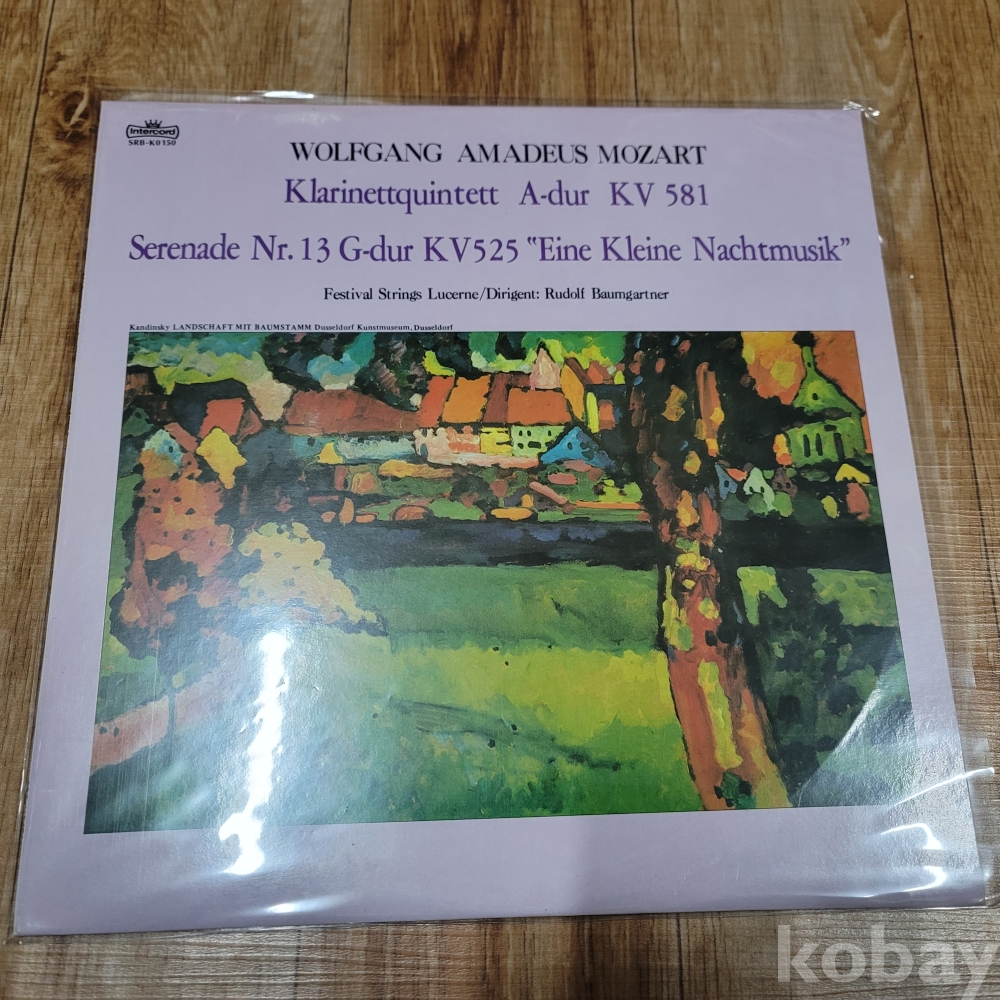 Intercord
SRB-K0150
WOLFGANG AMADEUS MOZART
Klarinettquintett A-dur KV 581
Serenade Nr. 13 G-dur KV525 "Eine Kleine Nachtmusik"
Festival Strings Lucerne/Dirigent: Rudolf Baumgartner
Kandinsky LANDSCHAFT MIT BAUMSTAMM Dusseldorf Kunstmuseum, Dusseldorf
kobay